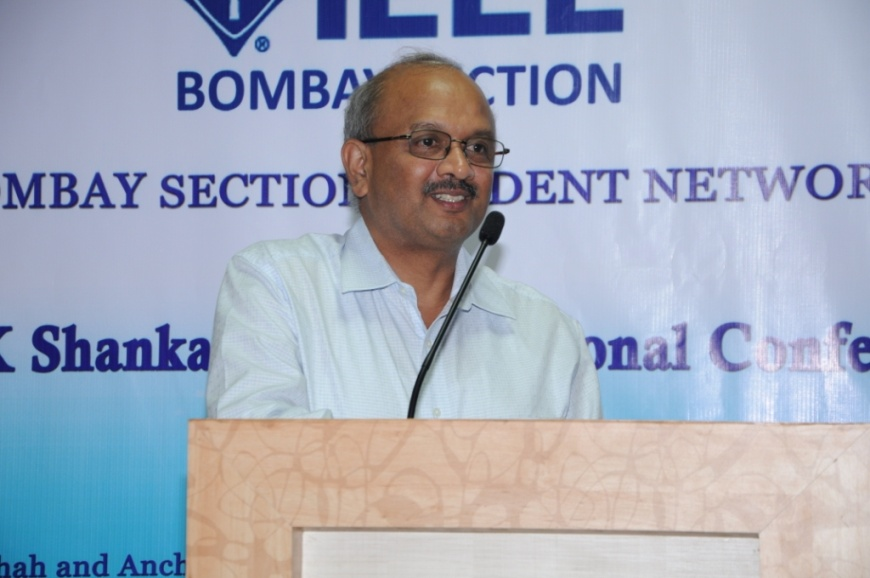 IEEE
®
BOMBAY SECTION
OMBAY SECTION DENT NETWOR
K Shanka onal Confe
hah and Anch